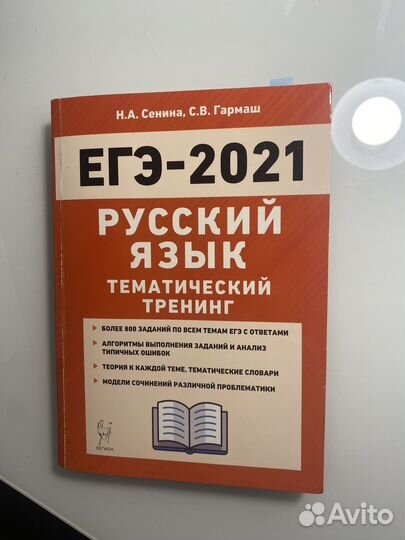 Н.А. Сенина, С.В. Гармаш
ЕГЭ-2021
РУССКИЙ
ЯЗЫК
ТЕМАТИЧЕСКИЙ
ТРЕНИНГ
БОЛЕЕ 800 ЗАДАНИЙ ПО ВСЕМ ТЕМАМ ЕГЭ С ОТВЕТАМИ
АЛГОРИТМЫ ВЫПОЛНЕНИЯ ЗАДАНИЙ И АНАЛИЗ
ТИПИЧНЫХ ОШИБОК
ТЕОРИЯ К КАЖДОЙ ТЕМЕ, ТЕМАТИЧЕСКИЕ СЛОВАРИ
МОДЕЛИ СОЧИНЕНИЙ РАЗЛИЧНОЙ ПРОБЛЕМАТИКИ
ЛЕГИОН
Avito